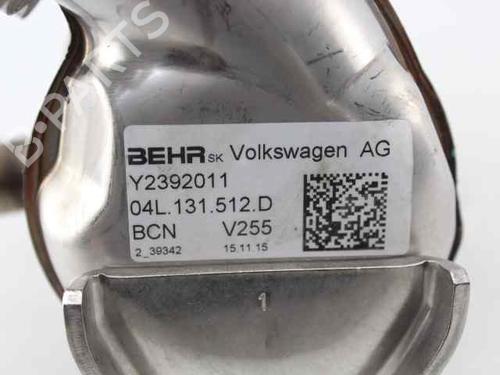 B-PARTS
BEHR SK Volkswagen AG
Y2392011
04L.131.512.D
BCN V255
2_39342 15.11.15
1